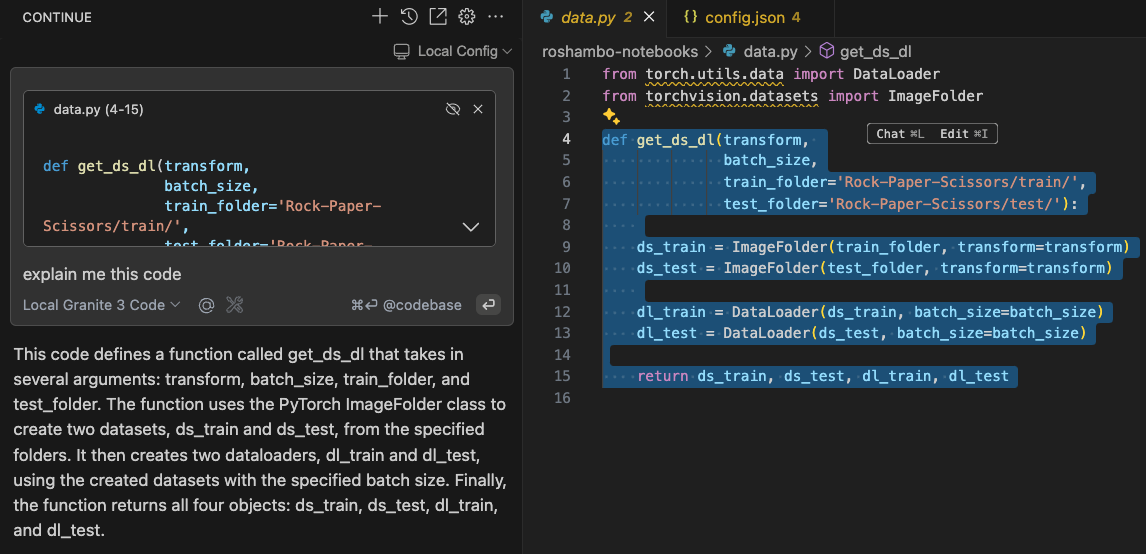 CONTINUE
Local Config
data.py (4-15)
def get_ds_dl(transform,
batch_size,
train_folder='Rock-Paper-
Scissors/train/',
test_folder='Rock-Paper-
explain me this code
Local Granite 3 Code
@
⌘⏎ @codebase
This code defines a function called get_ds_dl that takes in
several arguments: transform, batch_size, train_folder, and
test_folder. The function uses the PyTorch ImageFolder class to
create two datasets, ds_train and ds_test, from the specified
folders. It then creates two dataloaders, dl_train and dl_test,
using the created datasets with the specified batch size. Finally,
the function returns all four objects: ds_train, ds_test, dl_train,
and dl_test.
data.py 2
{} config.json 4
roshambo-notebooks > data.py > get_ds_dl
1 from torch.utils.data import DataLoader
2 from torchvision.datasets import ImageFolder
3
Chat ⌘L Edit ⌘I
4 def get_ds_dl(transform,
5 batch_size,
6 train_folder='Rock-Paper-Scissors/train/',
7 test_folder='Rock-Paper-Scissors/test/'):
8
9 ds_train = ImageFolder(train_folder, transform=transform)
10 ds_test = ImageFolder(test_folder, transform=transform)
11
12 dl_train = DataLoader(ds_train, batch_size=batch_size)
13 dl_test = DataLoader(ds_test, batch_size=batch_size)
14
15 return ds_train, ds_test, dl_train, dl_test
16